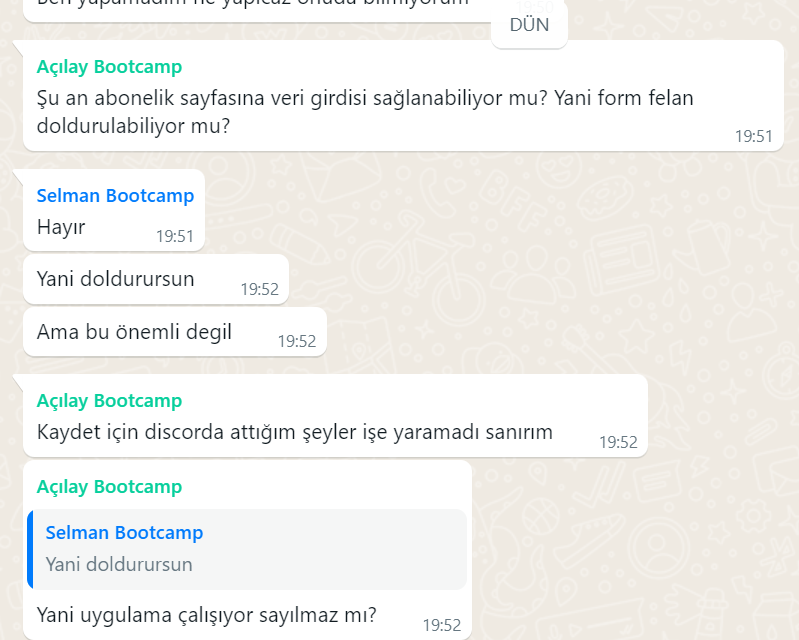 Ben yapamadım ne yapıcaz onuda bilmiyorum
DÜN
Açılay Bootcamp
Şu an abonelik sayfasına veri girdisi sağlanabiliyor mu? Yani form felan
doldurulabiliyor mu?
19:51
Selman Bootcamp
Hayır
19:51
Yani doldurursun
19:52
Ama bu önemli degil
19:52
Açılay Bootcamp
Kaydet için discorda attığım şeyler işe yaramadı sanırım
19:52
Açılay Bootcamp
Selman Bootcamp
Yani doldurursun
Yani uygulama çalışıyor sayılmaz mı?
19:52